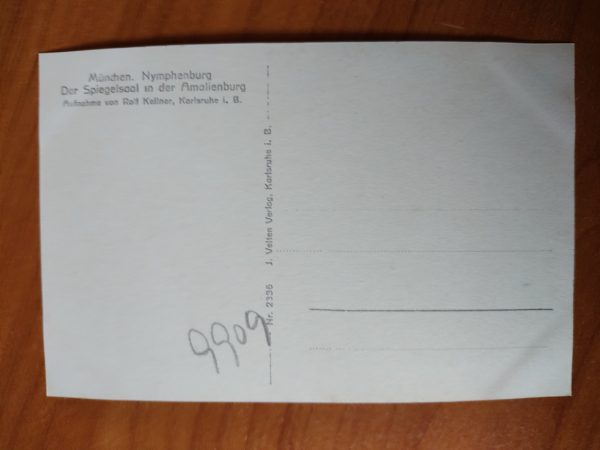 München. Nymphenburg
Der Spiegelsaal in der Amalienburg
Aufnahme von Rolf Kellner, Karlsruhe i. B.
Nr. 2336 J. Velten Verlag, Karlsruhe i. B.
9909